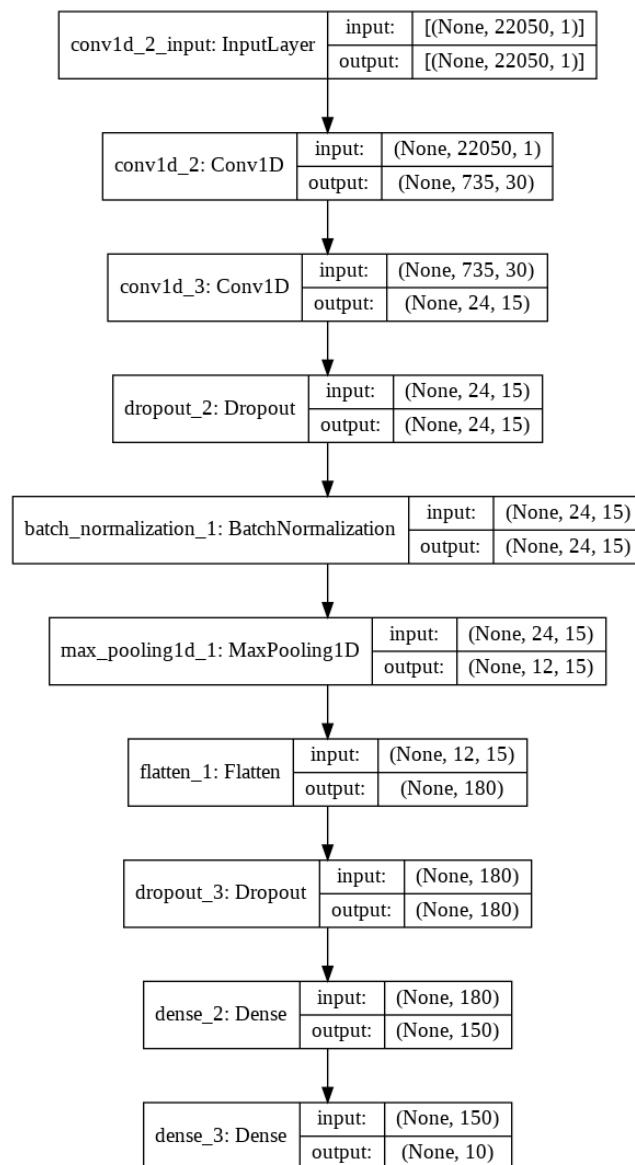 conv1d_2_input: InputLayer
input: [(None, 22050, 1)]
output: [(None, 22050, 1)]
conv1d_2: Conv1D
input: (None, 22050, 1)
output: (None, 735, 30)
conv1d_3: Conv1D
input: (None, 735, 30)
output: (None, 24, 15)
dropout_2: Dropout
input: (None, 24, 15)
output: (None, 24, 15)
batch_normalization_1: BatchNormalization
input: (None, 24, 15)
output: (None, 24, 15)
max_pooling1d_1: MaxPooling1D
input: (None, 24, 15)
output: (None, 12, 15)
flatten_1: Flatten
input: (None, 12, 15)
output: (None, 180)
dropout_3: Dropout
input: (None, 180)
output: (None, 180)
dense_2: Dense
input: (None, 180)
output: (None, 150)
dense_3: Dense
input: (None, 150)
output: (None, 10)